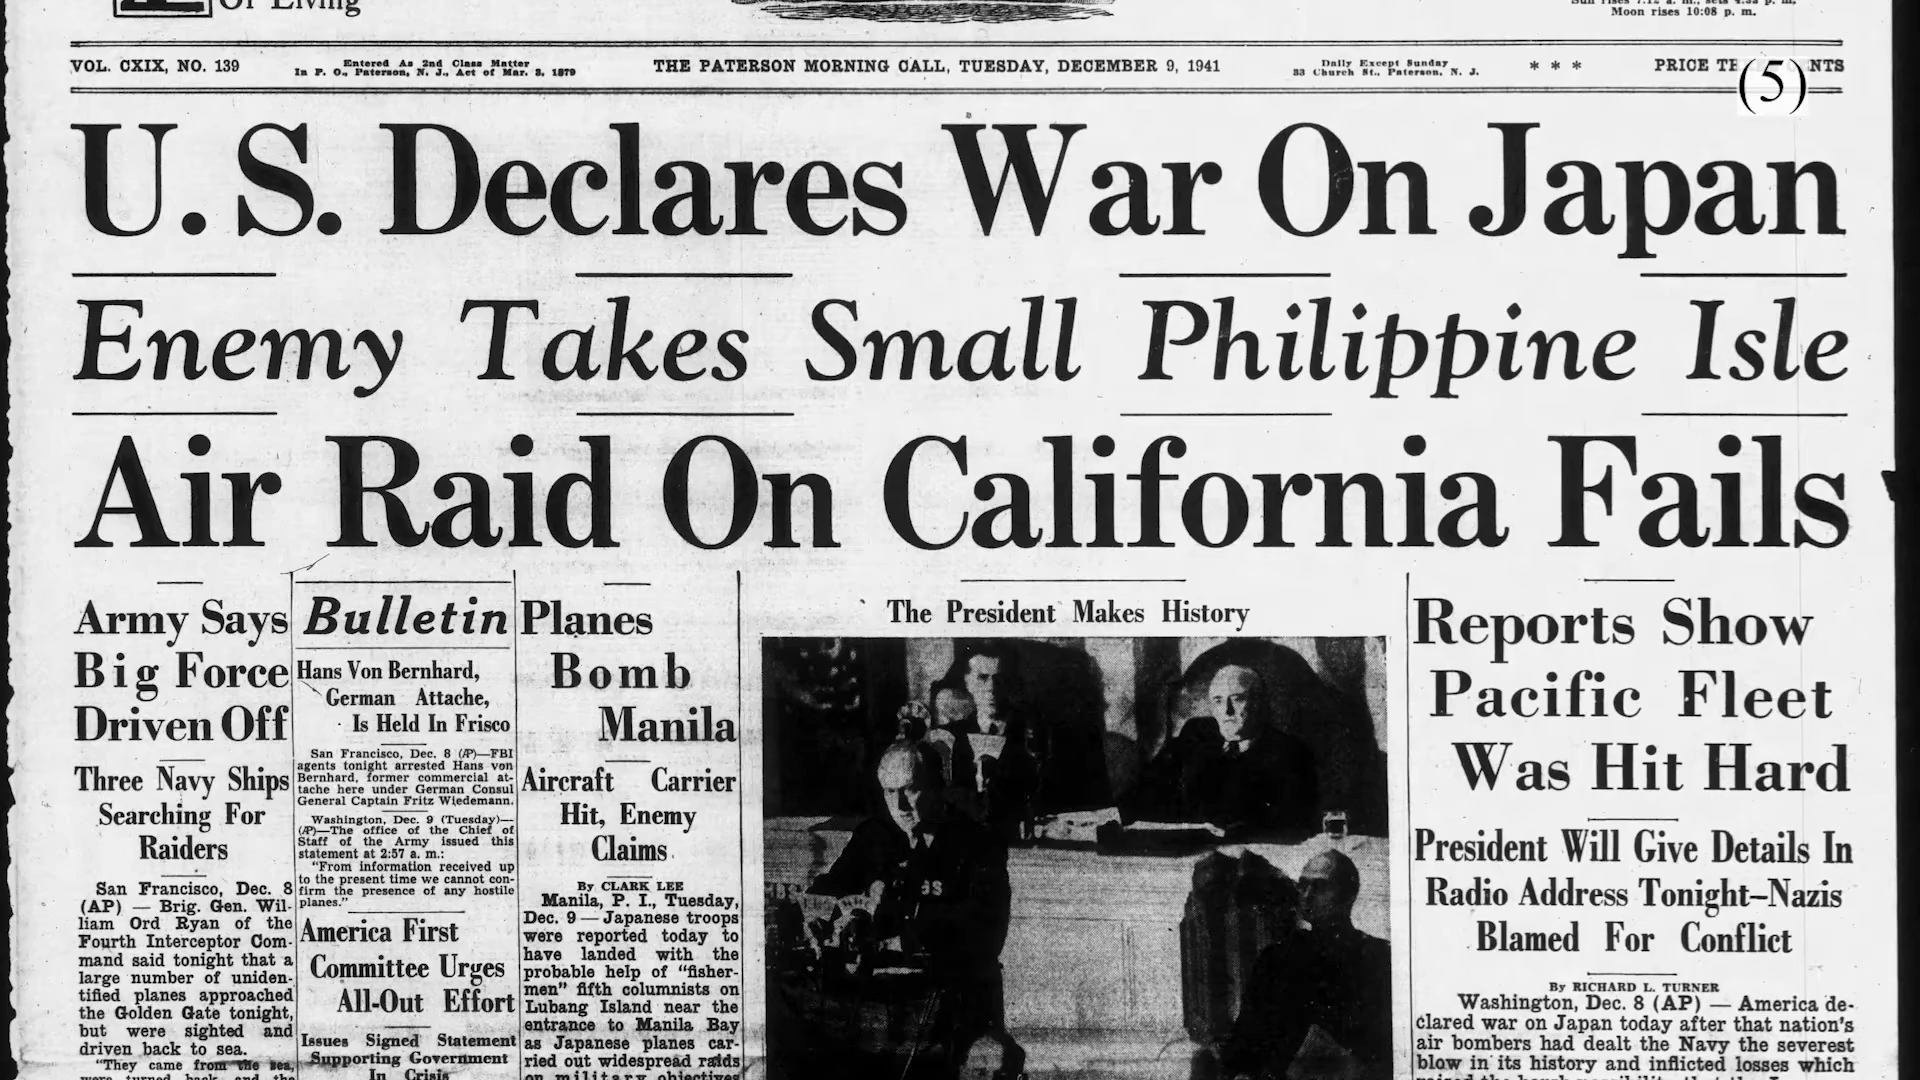 Of Living
Moon rises 10:08 p. m.
VOL. CXIX, NO. 139
Entered As 2nd Class Matter
In P. O., Paterson, N. J., Act of Mar. 3, 1879
THE PATERSON MORNING CALL, TUESDAY, DECEMBER 9, 1941
Daily Except Sunday
33 Church St., Paterson, N. J.
* * *
PRICE
(5)
U. S. Declares War On Japan
Enemy Takes Small Philippine Isle
Air Raid On California Fails
Army Says
Big Force
Driven Off
Three Navy Ships
Searching For
Raiders
San Francisco, Dec. 8
(AP) — Brig. Gen. Wil-
liam Ord Ryan of the
Fourth Interceptor Com-
mand said tonight that a
large number of uniden-
tified planes approached
the Golden Gate tonight,
but were sighted and
driven back to sea.
"They came from the sea,
were turned back, and the
Bulletin
Hans Von Bernhard,
German Attache,
Is Held In Frisco
San Francisco, Dec. 8 (AP)—FBI
agents tonight arrested Hans von
Bernhard, former commercial at-
tache here under German Consul
General Captain Fritz Wiedemann.
Washington, Dec. 9 (Tuesday)—
(AP)—The office of the Chief of
Staff of the Army issued this
statement at 2:57 a. m.:
"From information received up
to the present time we cannot con-
firm the presence of any hostile
planes."
America First
Committee Urges
All-Out Effort
Issues Signed Statement
Supporting Government
In Crisis
Planes
Bomb
Manila
Aircraft Carrier
Hit, Enemy
Claims
By CLARK LEE
Manila, P. I., Tuesday,
Dec. 9 — Japanese troops
were reported today to
have landed with the
probable help of "fisher-
men" fifth columnists on
Lubang Island near the
entrance to Manila Bay
as Japanese planes car-
ried out widespread raids
on military objectives
The President Makes History
Reports Show
Pacific Fleet
Was Hit Hard
President Will Give Details In
Radio Address Tonight—Nazis
Blamed For Conflict
By RICHARD L. TURNER
Washington, Dec. 8 (AP) — America de-
clared war on Japan today after that nation's
air bombers had dealt the Navy the severest
blow in its history and inflicted losses which